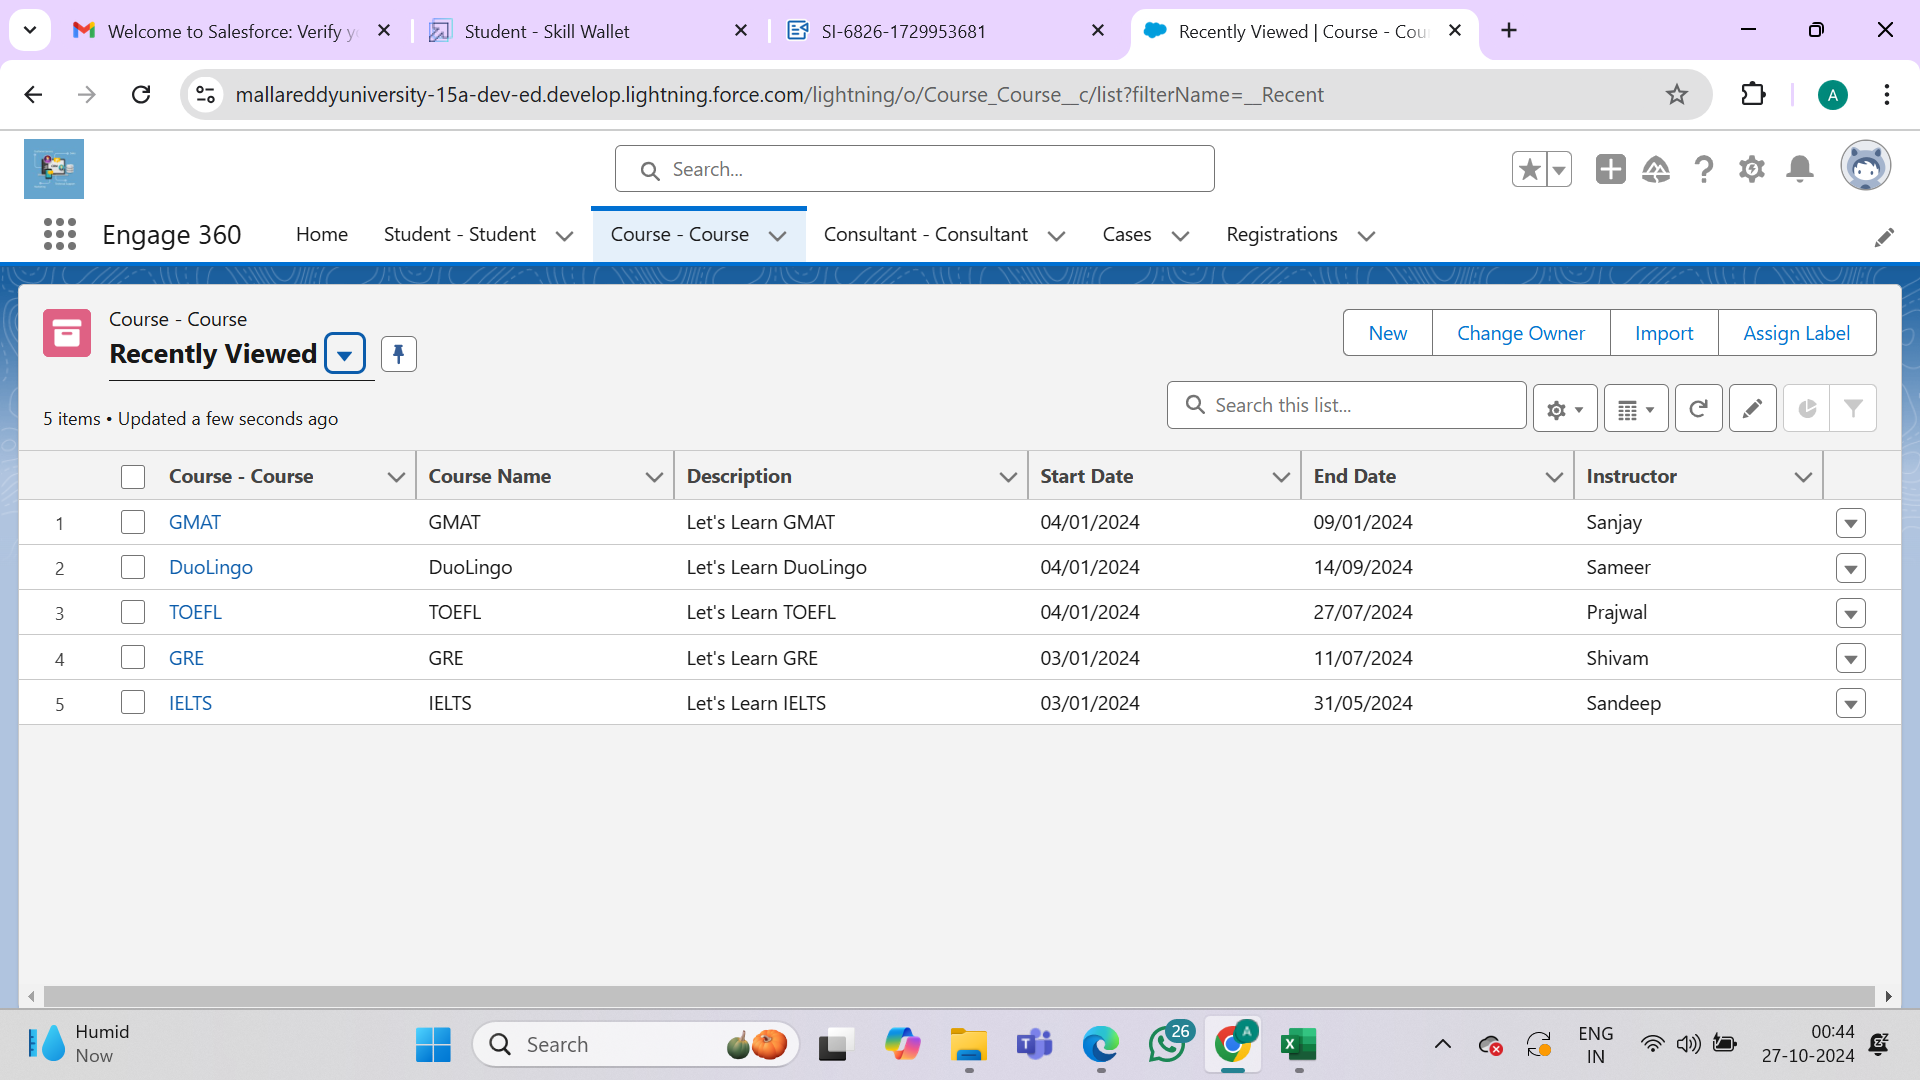 Welcome to Salesforce: Verify y
Student - Skill Wallet
SI-6826-1729953681
Recently Viewed | Course - Cou
mallareddyuniversity-15a-dev-ed.develop.lightning.force.com/lightning/o/Course_Course__c/list?filterName=__Recent
A
Search...
Engage 360
Home
Student - Student
Course - Course
Consultant - Consultant
Cases
Registrations
Course - Course
Recently Viewed
New
Change Owner
Import
Assign Label
5 items • Updated a few seconds ago
Search this list...
Course - Course Course Name Description Start Date End Date Instructor
1 GMAT GMAT Let's Learn GMAT 04/01/2024 09/01/2024 Sanjay
2 DuoLingo DuoLingo Let's Learn DuoLingo 04/01/2024 14/09/2024 Sameer
3 TOEFL TOEFL Let's Learn TOEFL 04/01/2024 27/07/2024 Prajwal
4 GRE GRE Let's Learn GRE 03/01/2024 11/07/2024 Shivam
5 IELTS IELTS Let's Learn IELTS 03/01/2024 31/05/2024 Sandeep
Humid
Now
Search
26
A
ENG
IN
00:44
27-10-2024